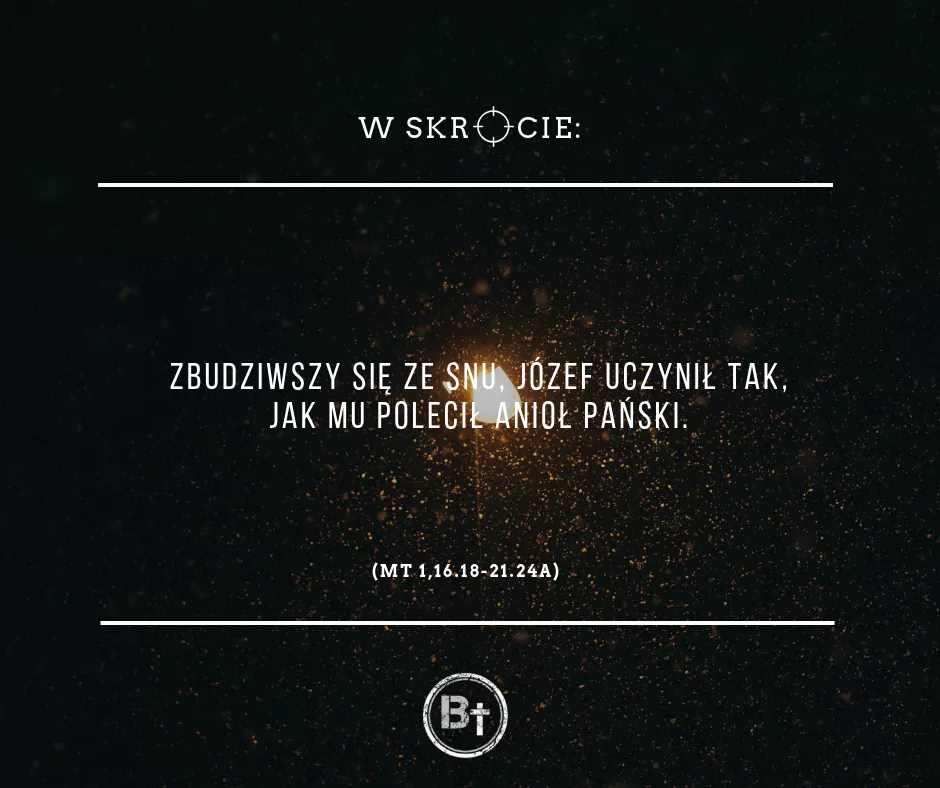 W SKRÓCIE:
ZBUDZIWSZY SIĘ ZE SNU, JÓZEF UCZYNIŁ TAK,
JAK MU POLECIŁ ANIOŁ PAŃSKI.
(MT 1,16.18-21.24A)
Bt